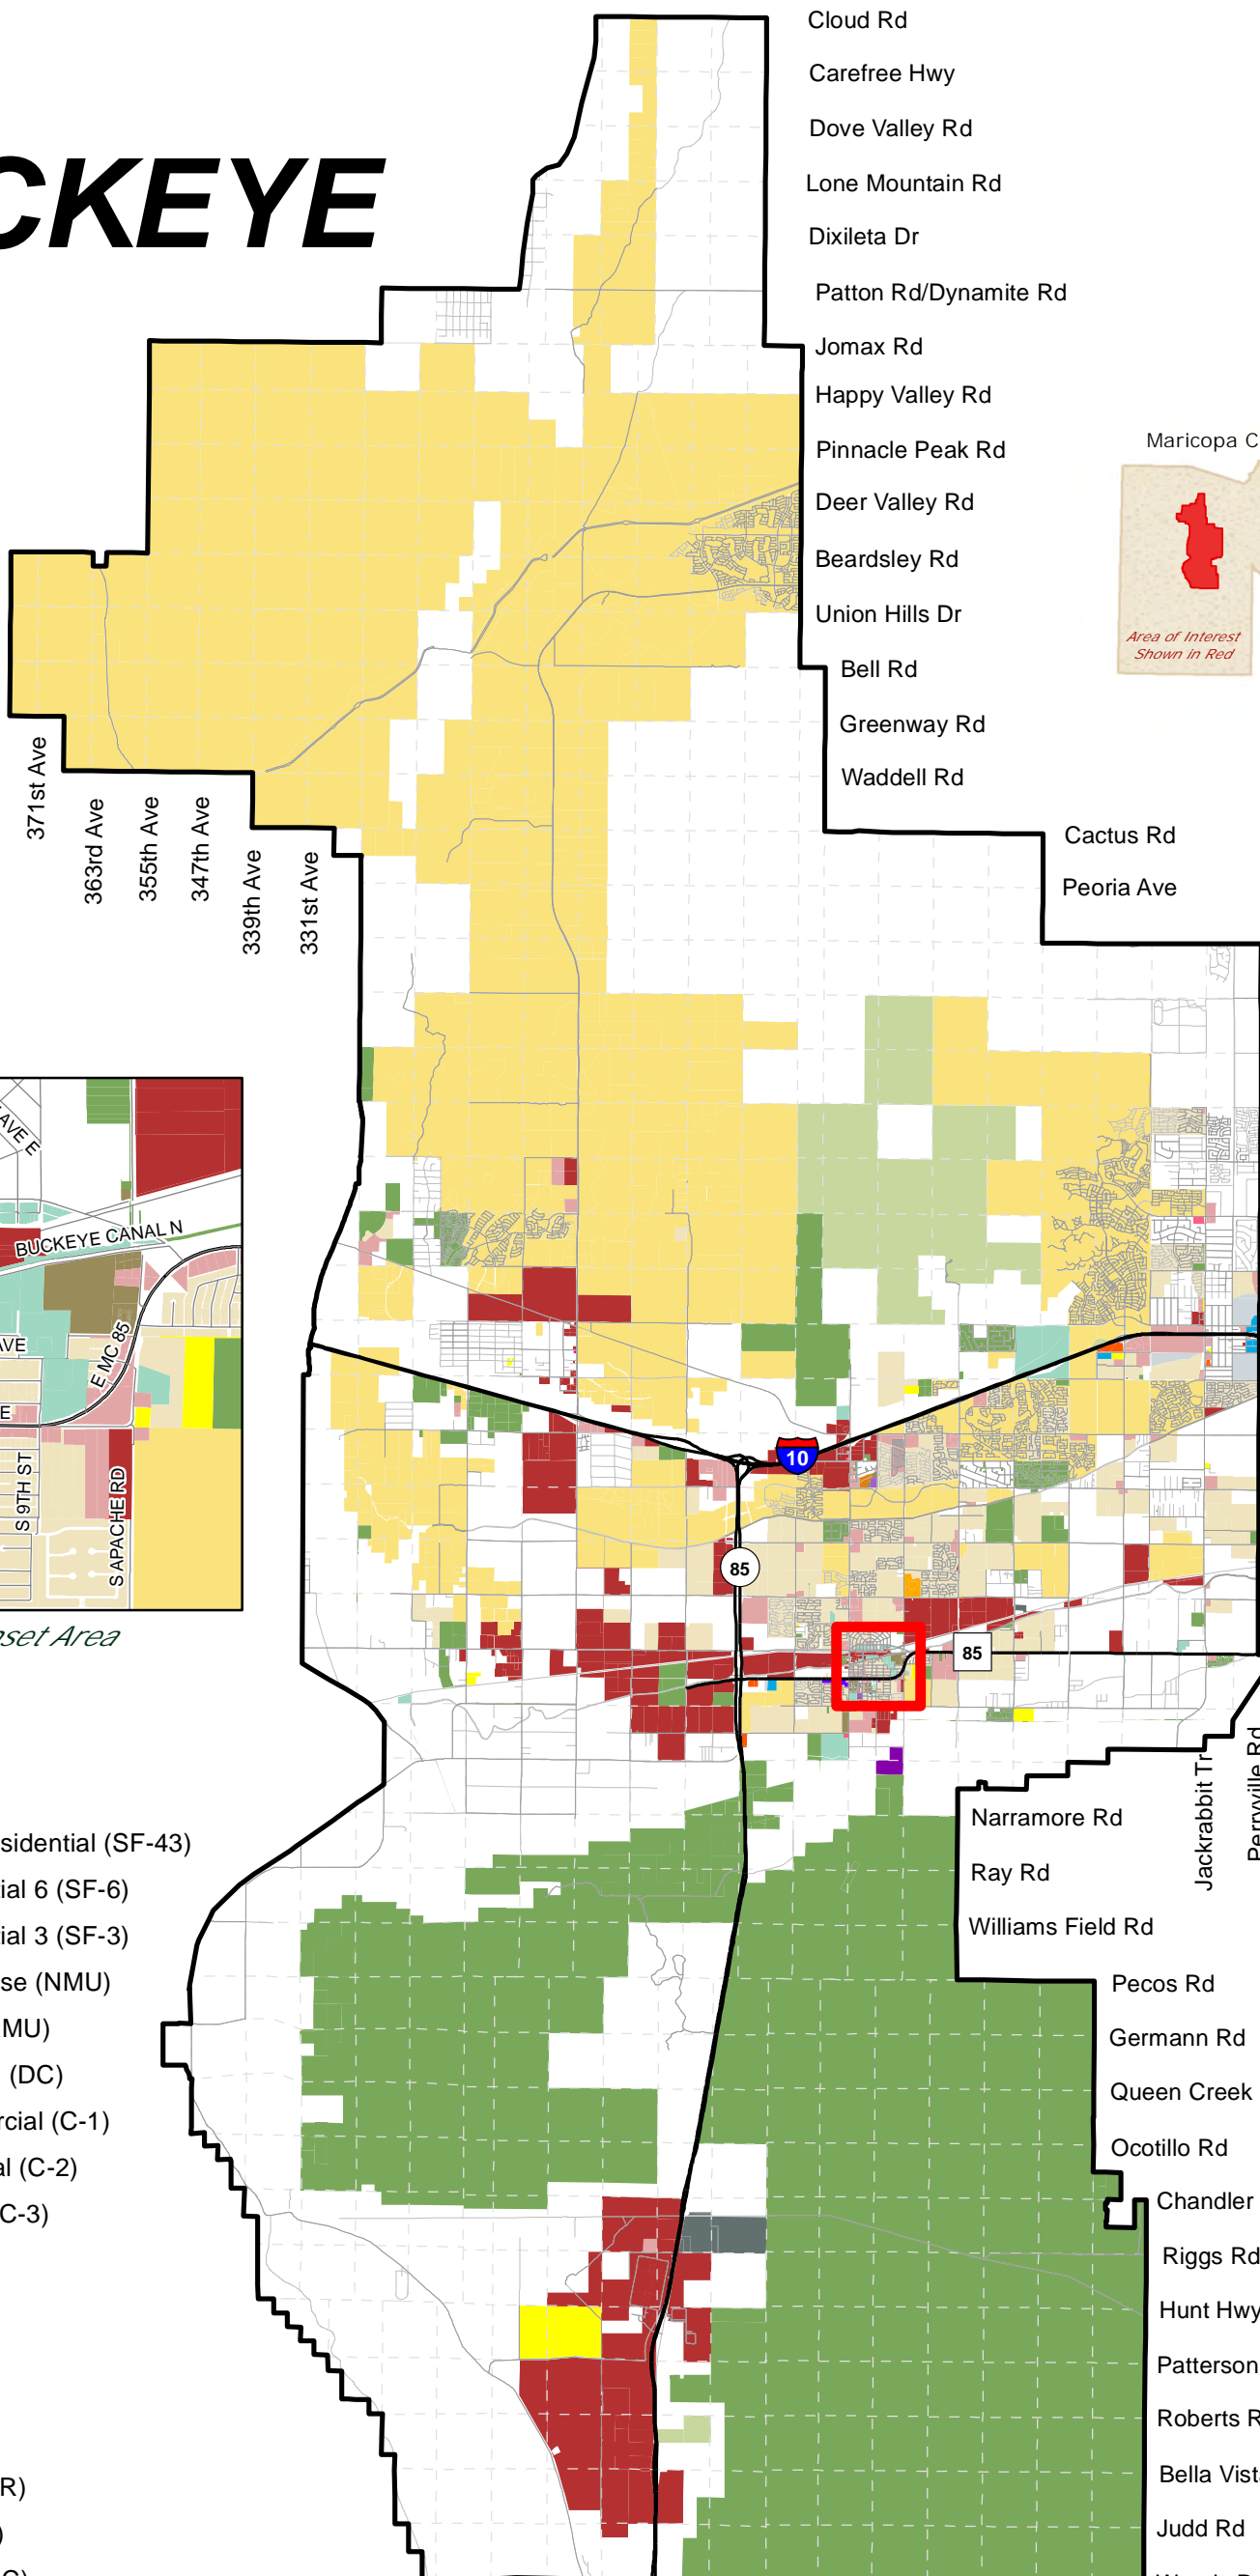 CKEYE
Cloud Rd
Carefree Hwy
Dove Valley Rd
Lone Mountain Rd
Dixileta Dr
Patton Rd/Dynamite Rd
Jomax Rd
Happy Valley Rd
Pinnacle Peak Rd
Deer Valley Rd
Beardsley Rd
Union Hills Dr
Bell Rd
Greenway Rd
Waddell Rd
Cactus Rd
Peoria Ave
Maricopa C
Area of Interest
Shown in Red
371st Ave
363rd Ave
355th Ave
347th Ave
339th Ave
331st Ave
AVE E
BUCKEYE CANAL N
AVE
E MC 85
E
S 9TH ST
S APACHE RD
set Area
10
85
85
Jackrabbit Tr
Perryville Rd
Narramore Rd
Ray Rd
Williams Field Rd
Pecos Rd
Germann Rd
Queen Creek
Ocotillo Rd
Chandler
Riggs Rd
Hunt Hwy
Patterson
Roberts R
Bella Vist
Judd Rd
sidential (SF-43)
tial 6 (SF-6)
tial 3 (SF-3)
se (NMU)
MU)
(DC)
rcial (C-1)
al (C-2)
C-3)
R)
)